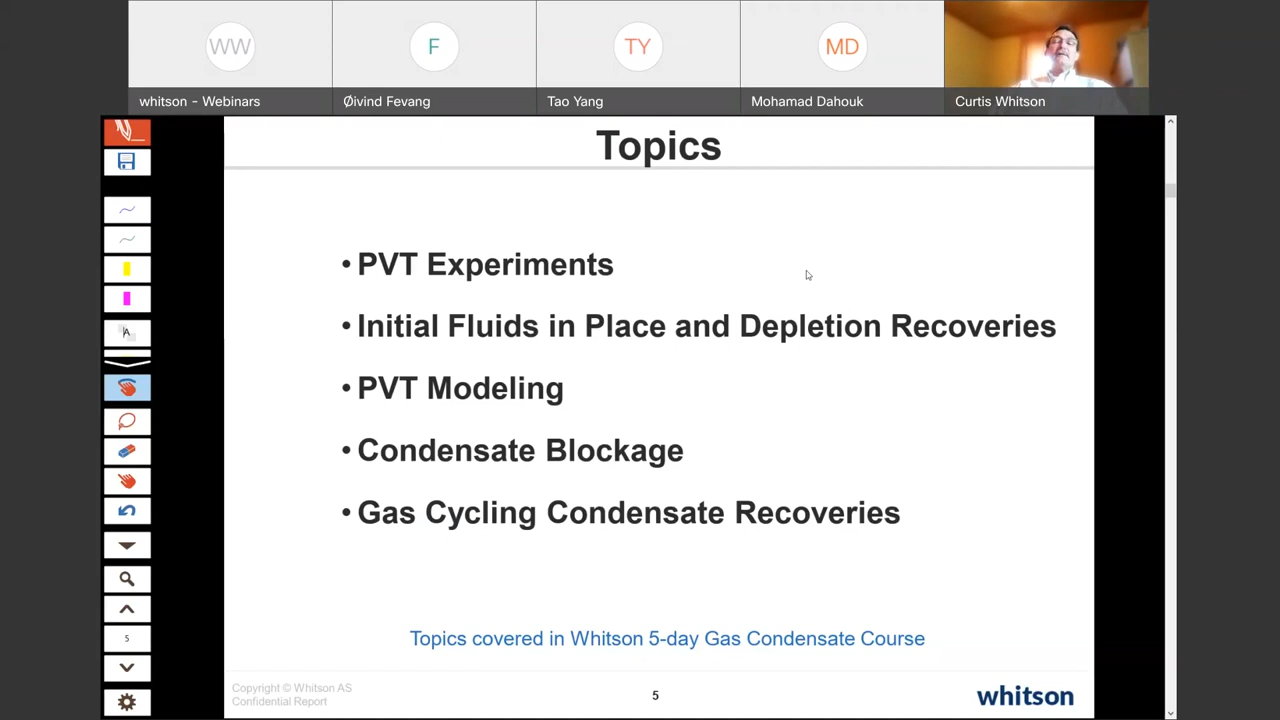 WW
F
TY
MD
whitson - Webinars
Øivind Fevang
Tao Yang
Mohamad Dahouk
Curtis Whitson
Topics
• PVT Experiments
• Initial Fluids in Place and Depletion Recoveries
• PVT Modeling
• Condensate Blockage
• Gas Cycling Condensate Recoveries
Topics covered in Whitson 5-day Gas Condensate Course
Copyright © Whitson AS
Confidential Report
5
whitson
A
5